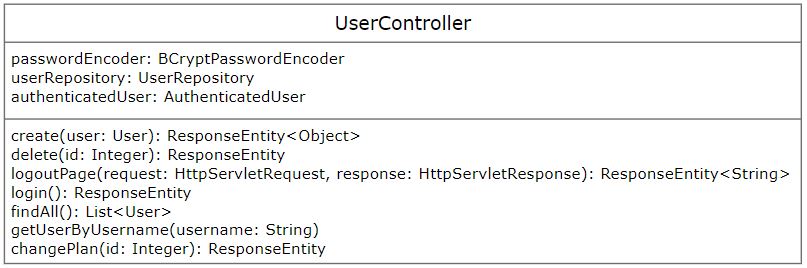 UserController
passwordEncoder: BCryptPasswordEncoder
userRepository: UserRepository
authenticatedUser: AuthenticatedUser
create(user: User): ResponseEntity<Object>
delete(id: Integer): ResponseEntity
logoutPage(request: HttpServletRequest, response: HttpServletResponse): ResponseEntity<String>
login(): ResponseEntity
findAll(): List<User>
getUserByUsername(username: String)
changePlan(id: Integer): ResponseEntity